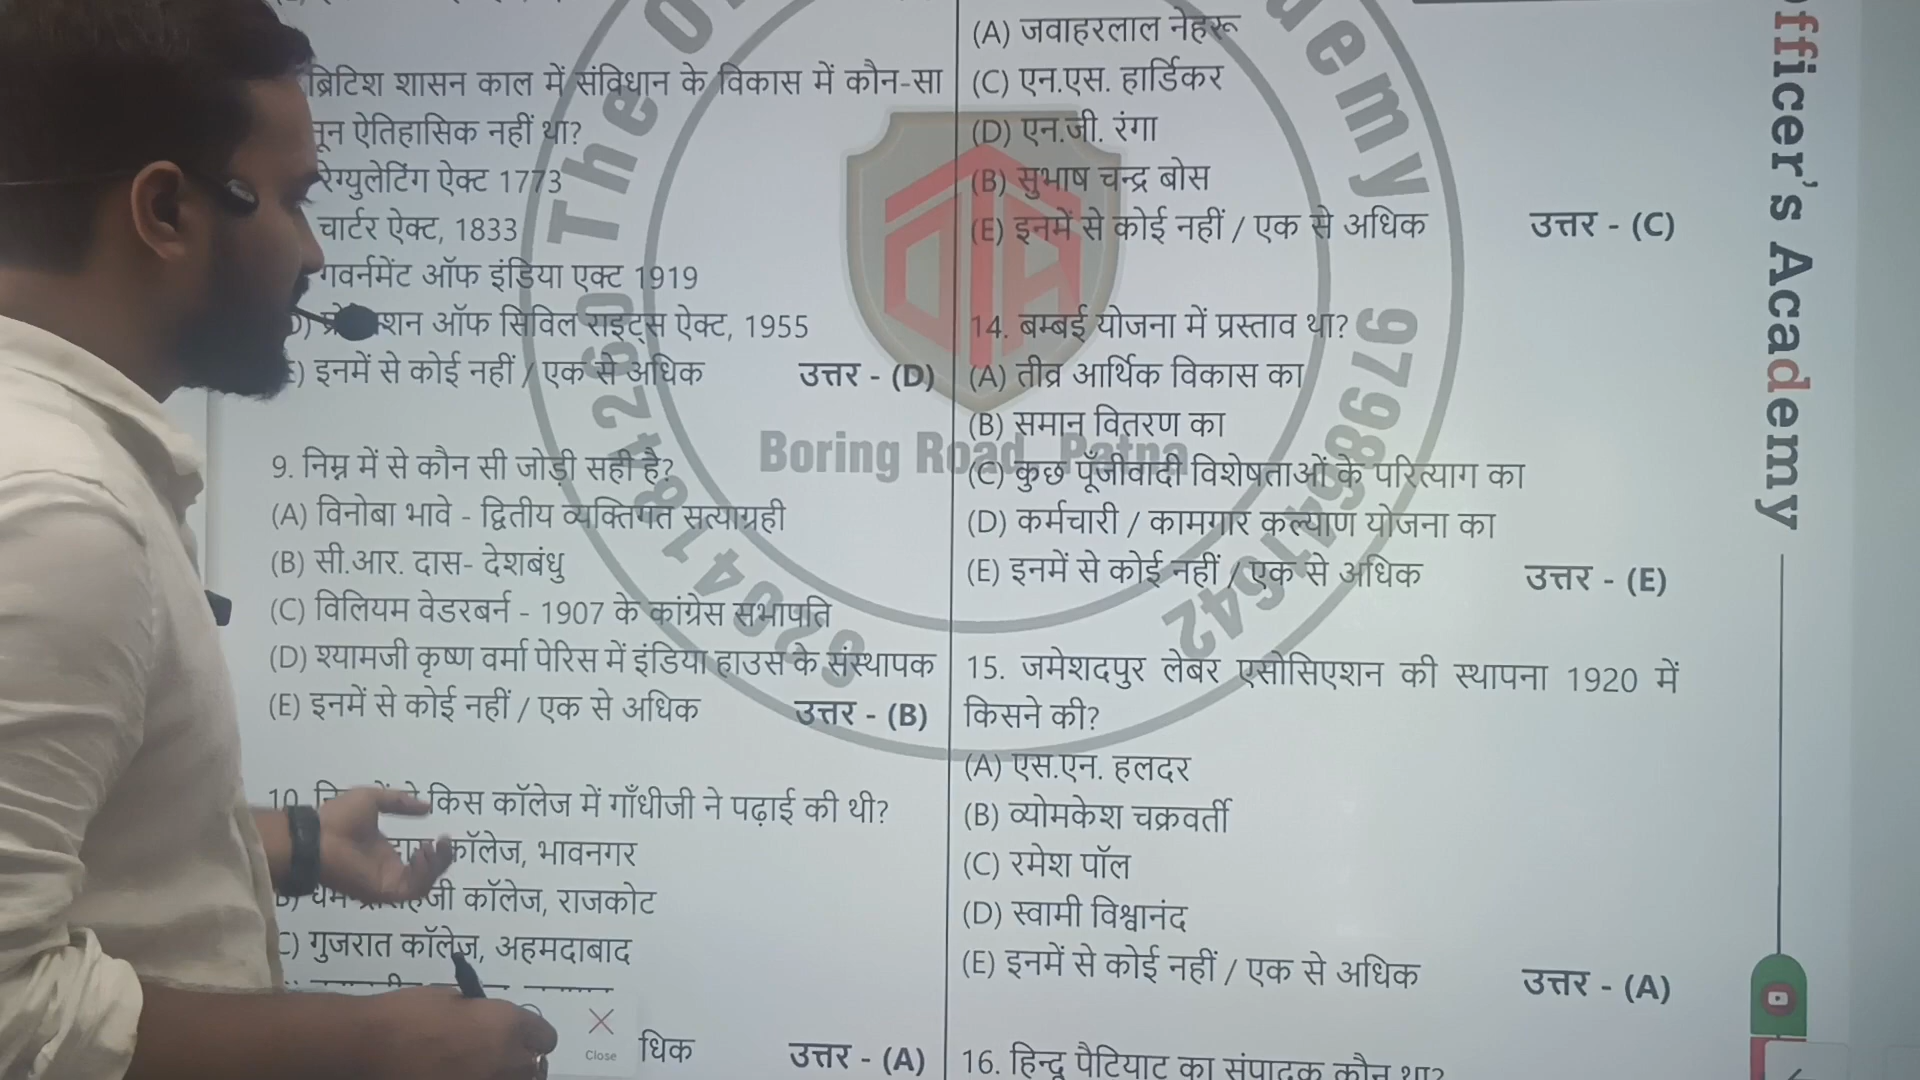 ब्रिटिश शासन काल में संविधान के विकास में कौन-सा
ऐतिहासिक नहीं था?
रेग्युलेटिंग ऐक्ट 1773
चार्टर ऐक्ट, 1833
गवर्नमेंट ऑफ इंडिया एक्ट 1919
ऑफ सिविल राइट्स ऐक्ट, 1955
इनमें से कोई नहीं / एक से अधिक
उत्तर - (D)
9. निम्न में से कौन सी जोड़ी सही है?
(A) विनोबा भावे - द्वितीय व्यक्तिगत सत्याग्रही
(B) सी.आर. दास- देशबंधु
(C) विलियम वेडरबर्न - 1907 के कांग्रेस सभापति
(D) श्यामजी कृष्ण वर्मा पेरिस में इंडिया हाउस के संस्थापक
(E) इनमें से कोई नहीं / एक से अधिक
उत्तर - (B)
10. किस कॉलेज में गाँधीजी ने पढ़ाई की थी?
कॉलेज, भावनगर
कॉलेज, राजकोट
C) गुजरात कॉलेज, अहमदाबाद
उत्तर - (A)
(A) जवाहरलाल नेहरू
(C) एन.एस. हार्डिकर
(D) एन.जी. रंगा
(B) सुभाष चन्द्र बोस
(E) इनमें से कोई नहीं / एक से अधिक
उत्तर - (C)
14. बम्बई योजना में प्रस्ताव था?
(A) तीव्र आर्थिक विकास का
(B) समान वितरण का
(C) कुछ पूँजीवादी विशेषताओं के परित्याग का
(D) कर्मचारी / कामगार कल्याण योजना का
(E) इनमें से कोई नहीं / एक से अधिक
उत्तर - (E)
15. जमेशदपुर लेबर एसोसिएशन की स्थापना 1920 में
किसने की?
(A) एस.एन. हलदर
(B) व्योमकेश चक्रवर्ती
(C) रमेश पॉल
(D) स्वामी विश्वानंद
(E) इनमें से कोई नहीं / एक से अधिक
उत्तर - (A)
16. हिन्दू पैटियाट का संपादक कौन था?
The
Boring Road, Patna
9798641642
Academy
Close